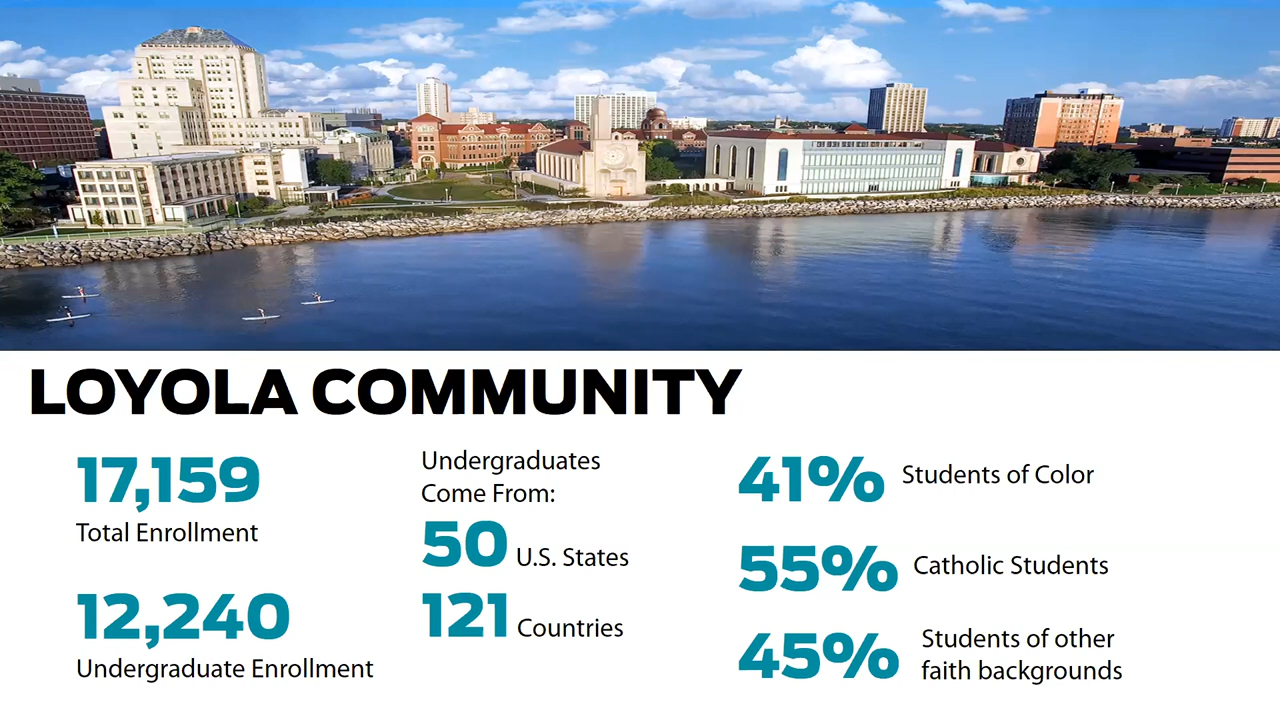 LOYOLA COMMUNITY
17,159
Total Enrollment
12,240
Undergraduate Enrollment
Undergraduates
Come From:
50 U.S. States
121 Countries
41% Students of Color
55% Catholic Students
45% Students of other
faith backgrounds